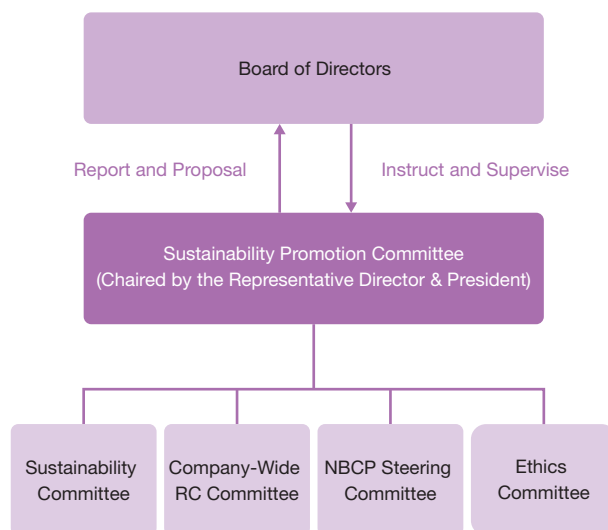 Board of Directors
Report and Proposal
Instruct and Supervise
Sustainability Promotion Committee
(Chaired by the Representative Director & President)
Sustainability
Committee
Company-Wide
RC Committee
NBCP Steering
Committee
Ethics
Committee